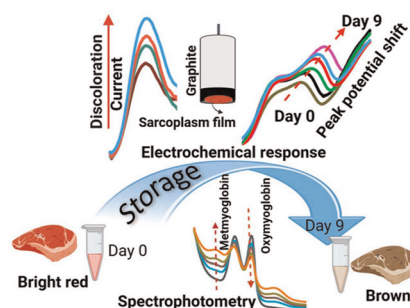 Discoloration
Current
Graphite
Sarcoplasm film
Day 9
Day 0
Peak potential shift
Electrochemical response
Storage
Metmyoglobin
Oxymyoglobin
Day 0
Day 9
Bright red
Brown
Spectrophotometry